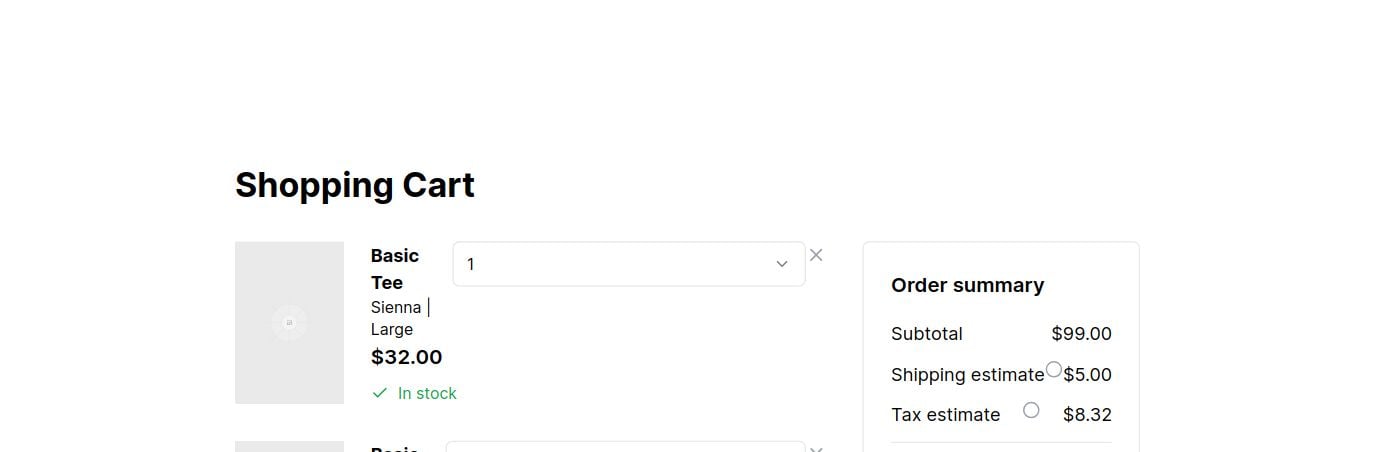 Shopping Cart
Basic
Tee
Sienna |
Large
$32.00
In stock
1
Basic
Order summary
Subtotal $99.00
Shipping estimate $5.00
Tax estimate $8.32